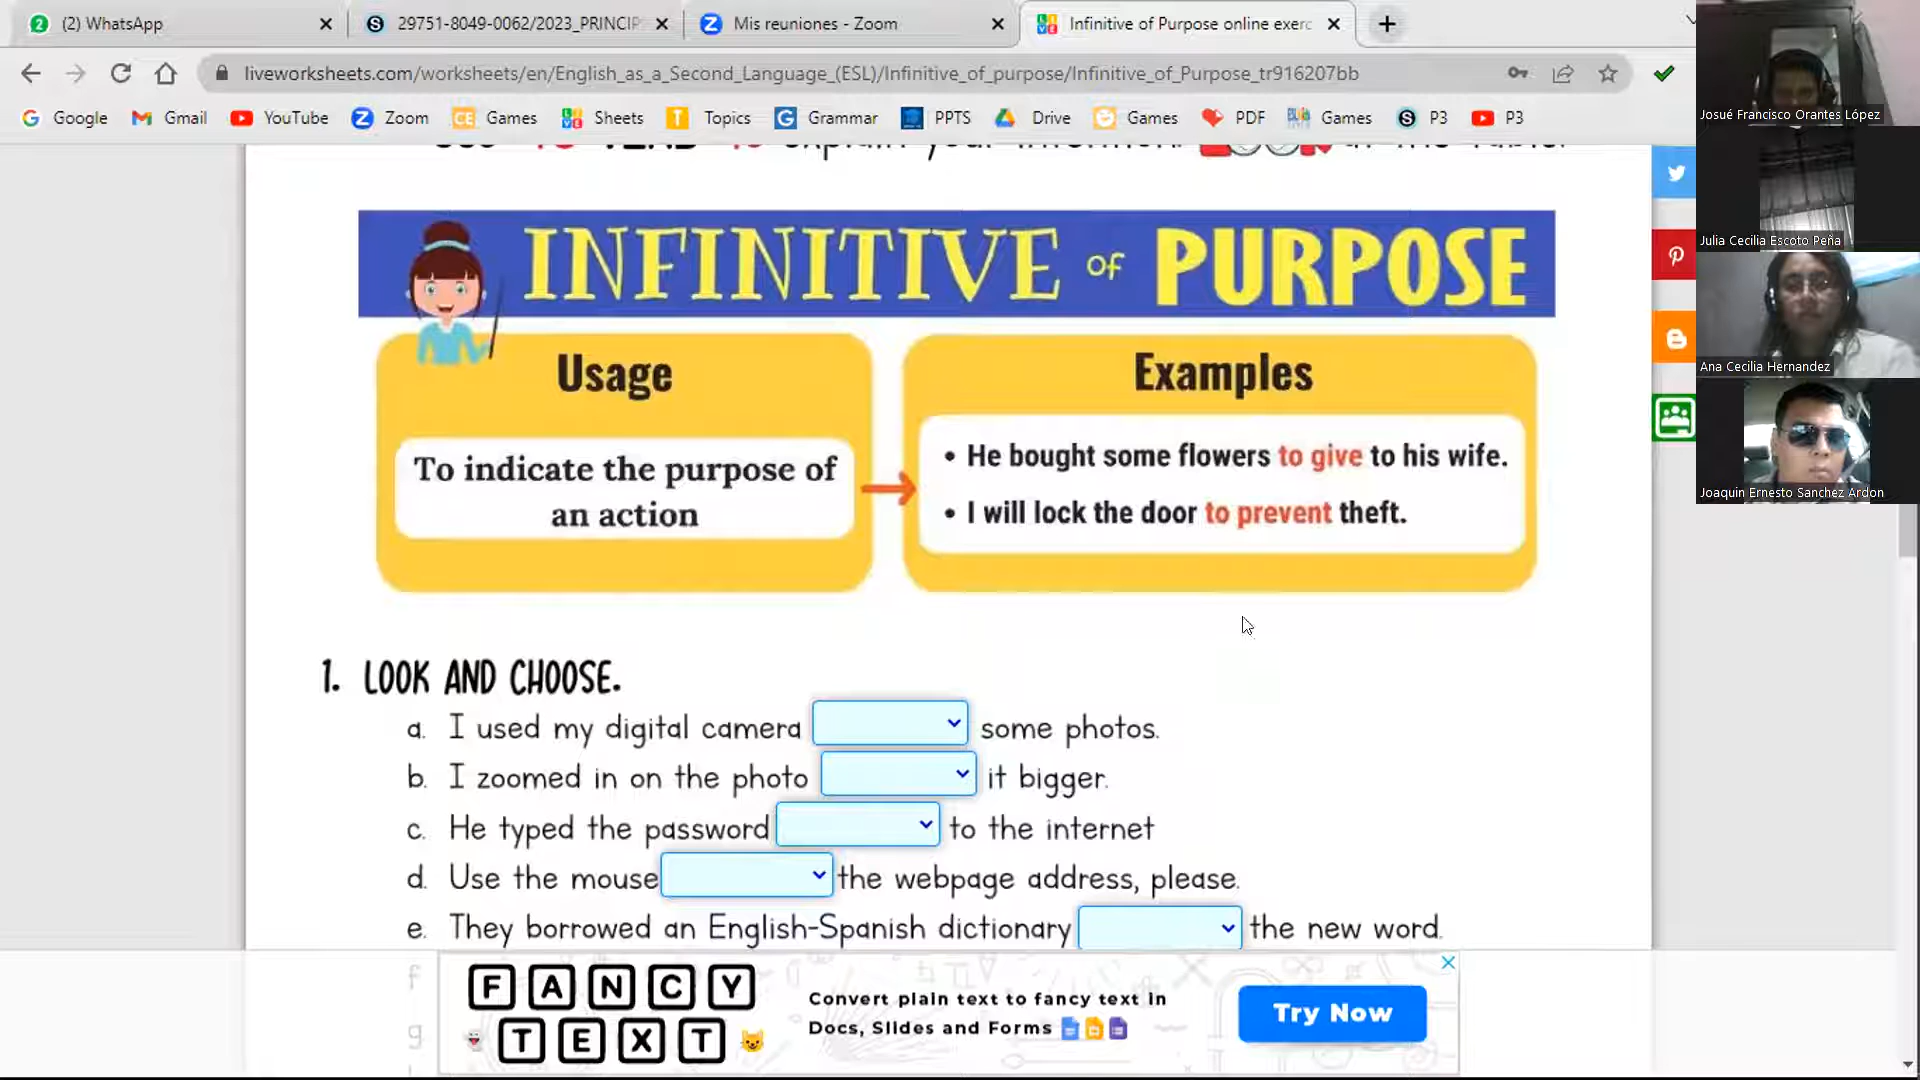 (2) WhatsApp
29751-8049-0062/2023_PRINCIP
Mis reuniones - Zoom
Infinitive of Purpose online exerc
liveworksheets.com/worksheets/en/English_as_a_Second_Language_(ESL)/Infinitive_of_purpose/Infinitive_of_Purpose_tr916207bb
Google Gmail YouTube Zoom Games Sheets Topics Grammar PPTS Drive Games PDF Games P3 P3
Josué Francisco Orantes López
Julia Cecilia Escoto Peña
Ana Cecilia Hernandez
Joaquin Ernesto Sanchez Ardon
INFINITIVE of PURPOSE
Usage
To indicate the purpose of
an action
Examples
• He bought some flowers to give to his wife.
• I will lock the door to prevent theft.
1. LOOK AND CHOOSE.
a. I used my digital camera some photos.
b. I zoomed in on the photo it bigger.
c. He typed the password to the internet
d. Use the mouse the webpage address, please.
e. They borrowed an English-Spanish dictionary the new word.
f
g
FANCY
TEXT
Convert plain text to fancy text in
Docs, Slides and Forms
Try Now